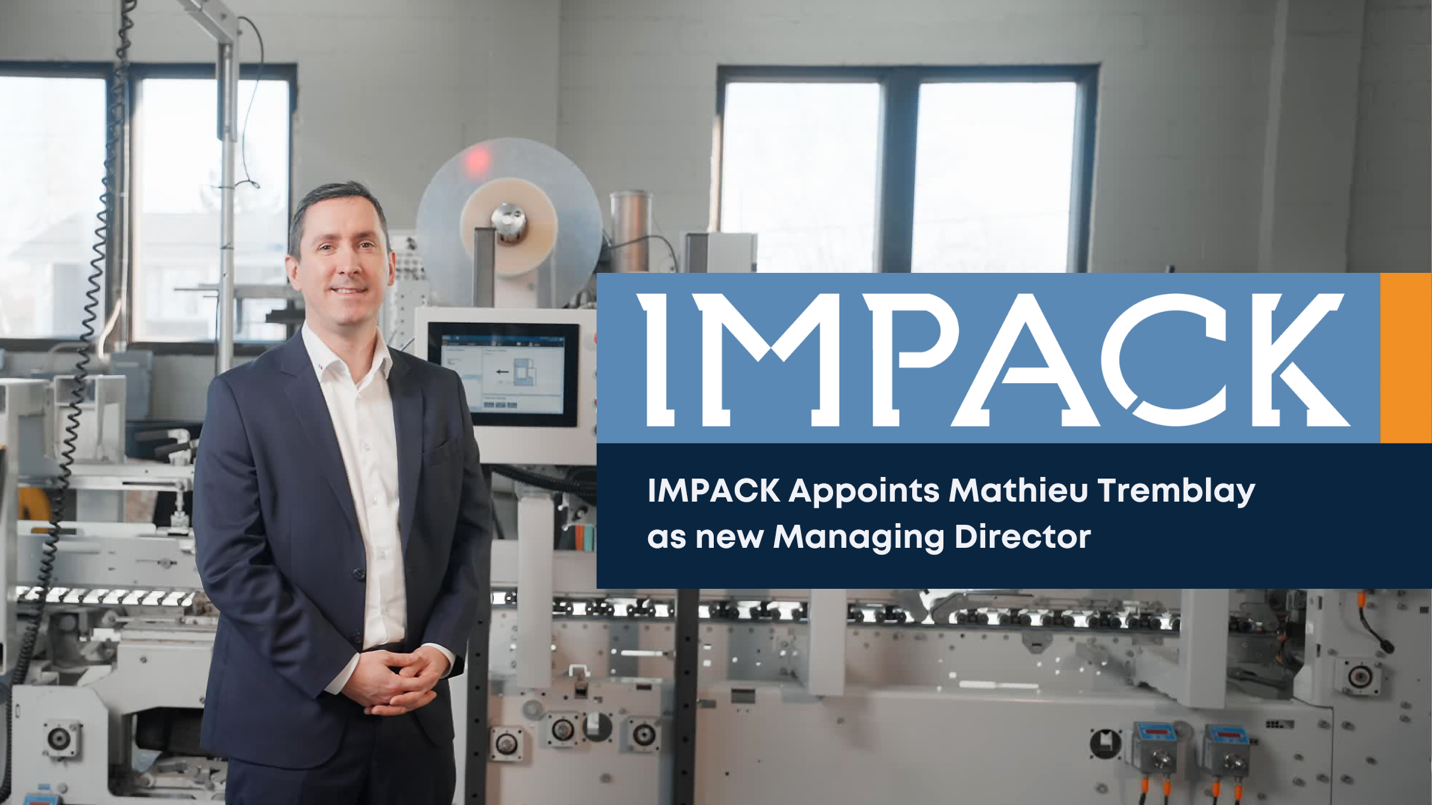 IMPACK
IMPACK Appoints Mathieu Tremblay
as new Managing Director